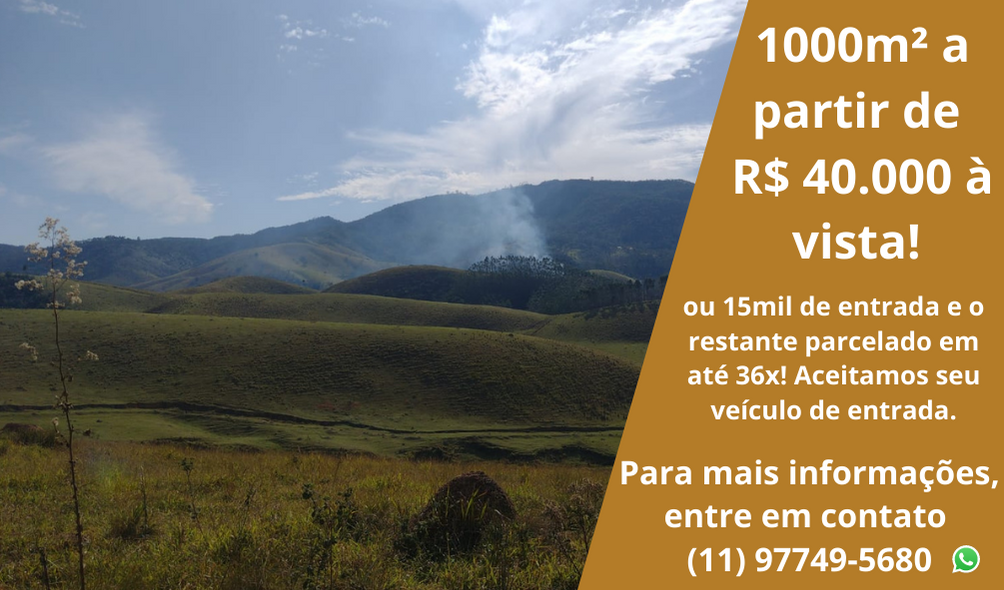 1000m² a
partir de
R$ 40.000 à
vista!
ou 15mil de entrada e o
restante parcelado em
até 36x! Aceitamos seu
veículo de entrada.
Para mais informações,
entre em contato
(11) 97749-5680